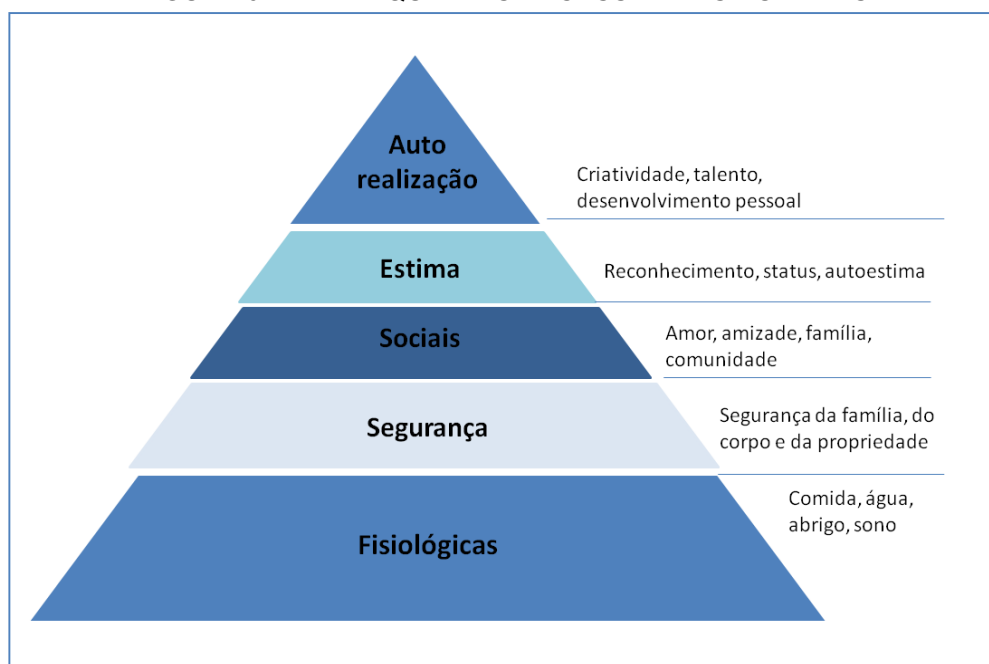 Auto
realização
Criatividade, talento,
desenvolvimento pessoal
Estima
Reconhecimento, status, autoestima
Sociais
Amor, amizade, família,
comunidade
Segurança
Segurança da família, do
corpo e da propriedade
Comida, água,
abrigo, sono
Fisiológicas